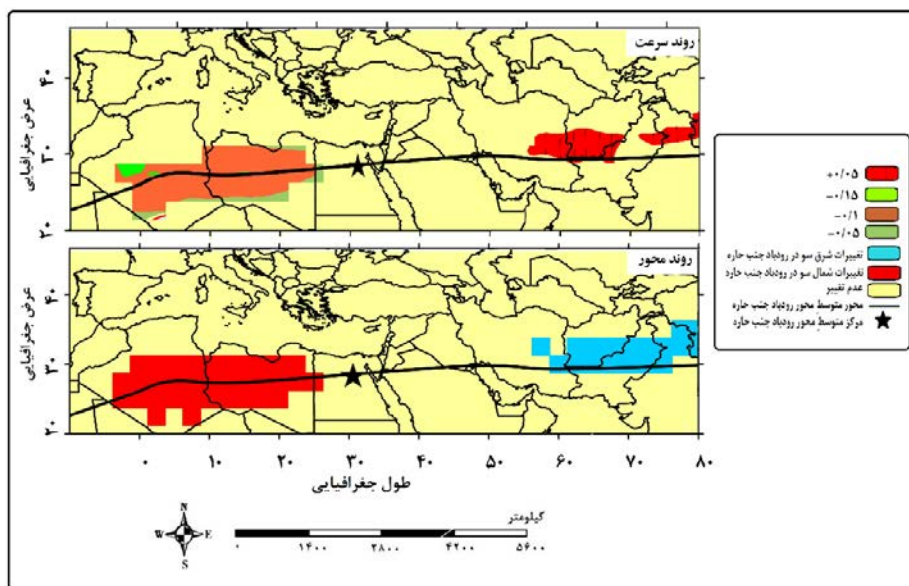 روند سرعت
عرض جغرافیایی
۴۰
۳۰
۲۰
روند محور
عرض جغرافیایی
۴۰
۳۰
۲۰
۰ ۱۰ ۲۰ ۳۰ ۴۰ ۵۰ ۶۰ ۷۰ ۸۰
طول جغرافیایی
+۰/۰۵
-۰/۱۵
-۰/۱
-۰/۰۵
تغییرات شرق سو در رودباد جنب حاره
تغییرات شمال سو در رودباد جنب حاره
عدم تغییر
محور متوسط محور رودباد جنب حاره
مرکز متوسط محور رودباد جنب حاره
N
W E
S
کیلومتر
۰ ۱۴۰۰ ۲۸۰۰ ۴۲۰۰ ۵۶۰۰